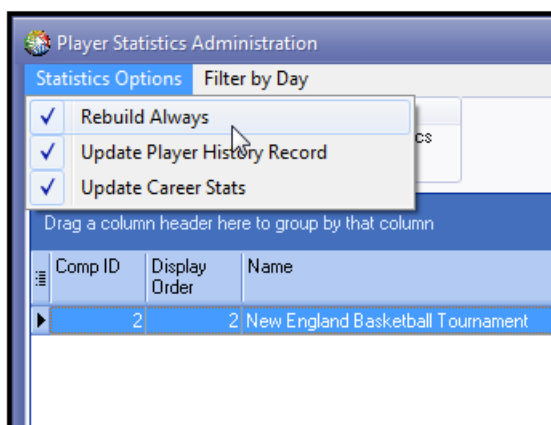 Player Statistics Administration
Statistics Options Filter by Day
Rebuild Always
Update Player History Record
Update Career Stats
Drag a column header here to group by that column
Comp ID Display Order Name
2 2 New England Basketball Tournament